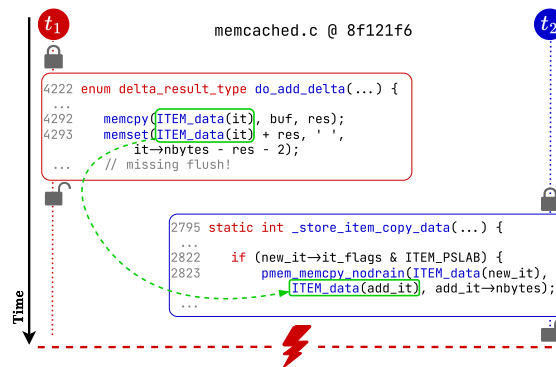 t1
t2
memcached.c @ 8f121f6
4222 enum delta_result_type do_add_delta(...) {
...
4292 memcpy(ITEM_data(it), buf, res);
4293 memset(ITEM_data(it) + res, ' ',
it→nbytes - res - 2);
... // missing flush!
2795 static int _store_item_copy_data(...) {
...
2822 if (new_it→it_flags & ITEM_PSLAB) {
2823 pmem_memcpy_nodrain(ITEM_data(new_it),
ITEM_data(add_it), add_it→nbytes);
...
Time